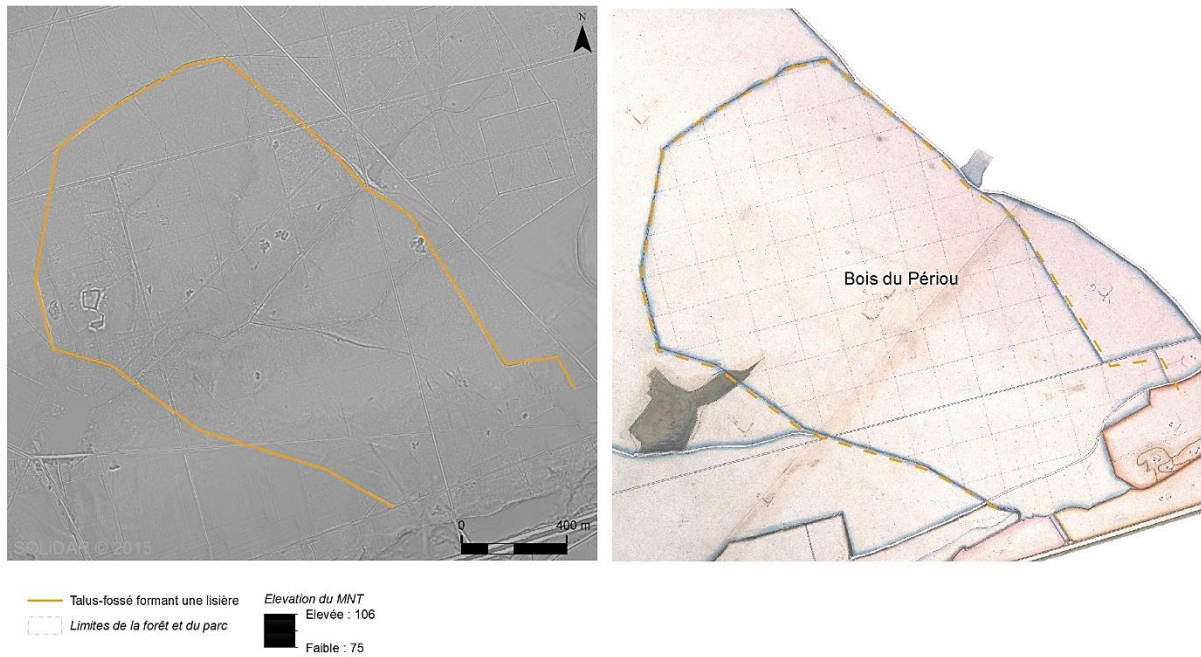 N
SOLiDAR © 2015
0 400 m
Bois du Périou
Talus-fossé formant une lisière
Limites de la forêt et du parc
Elevation du MNT
Elevée : 106
Faible : 75